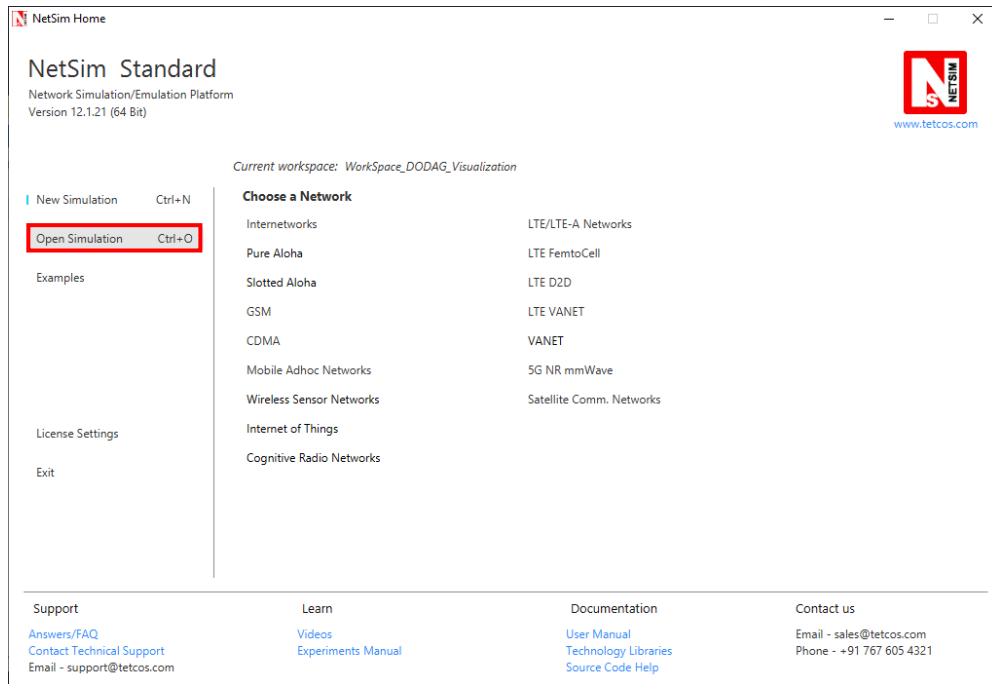 NetSim Home
NetSim Standard
Network Simulation/Emulation Platform
Version 12.1.21 (64 Bit)
NS
NETSIM
www.tetcos.com
Current workspace: WorkSpace_DODAG_Visualization
New Simulation Ctrl+N
Open Simulation Ctrl+O
Examples
License Settings
Exit
Choose a Network
Internetworks
Pure Aloha
Slotted Aloha
GSM
CDMA
Mobile Adhoc Networks
Wireless Sensor Networks
Internet of Things
Cognitive Radio Networks
LTE/LTE-A Networks
LTE FemtoCell
LTE D2D
LTE VANET
VANET
5G NR mmWave
Satellite Comm. Networks
Support
Answers/FAQ
Contact Technical Support
Email - support@tetcos.com
Learn
Videos
Experiments Manual
Documentation
User Manual
Technology Libraries
Source Code Help
Contact us
Email - sales@tetcos.com
Phone - +91 767 605 4321